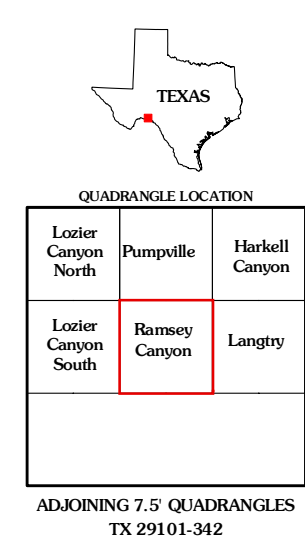 TEXAS
QUADRANGLE LOCATION
Lozier
Canyon
North
Pumpville
Harkell
Canyon
Lozier
Canyon
South
Ramsey
Canyon
Langtry
ADJOINING 7.5' QUADRANGLES
TX 29101-342